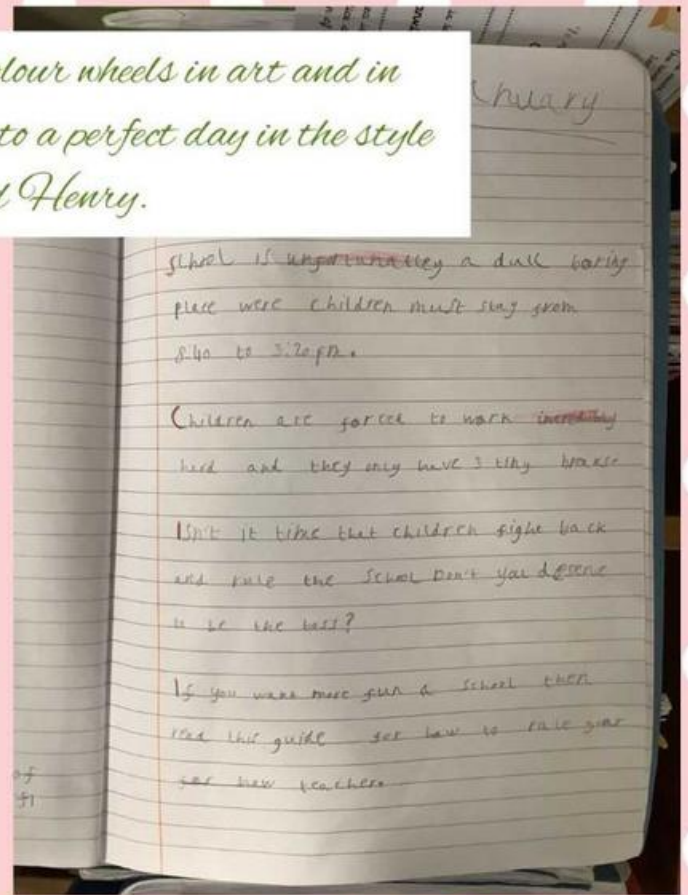 lour wheels in art and in
to a perfect day in the style
d Henry.
nuary
School is unfortunatley a dull boring
place were children must stay from
8:40 to 3:20pm.
Children are forced to work incredibly
hard and they only have 3 tiny
Isn't it time that children fight back
and rule the school Don't you deserve
to be the boss?
If you want more fun a school then
read this guide for how to rule your
for how teacher.
of